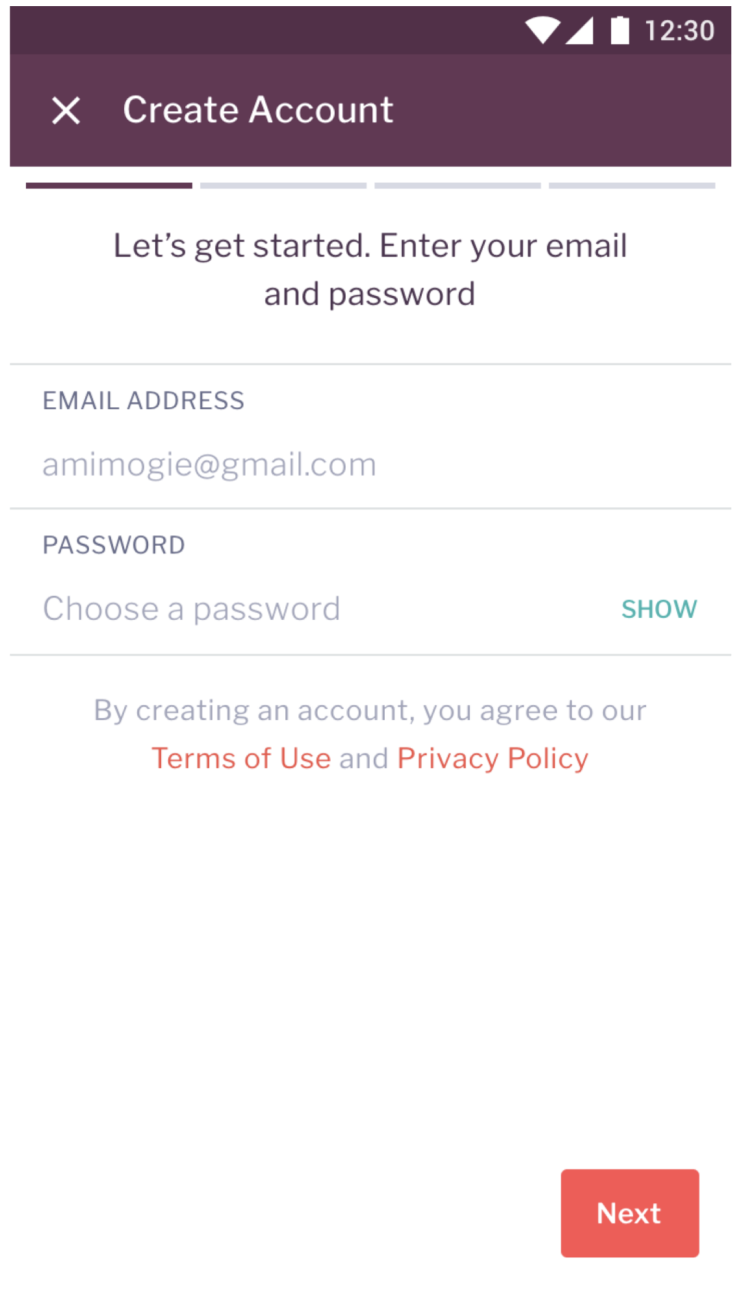 12:30
Create Account
Let’s get started. Enter your email
and password
EMAIL ADDRESS
amimogie@gmail.com
PASSWORD
Choose a password SHOW
By creating an account, you agree to our
Terms of Use and Privacy Policy
Next